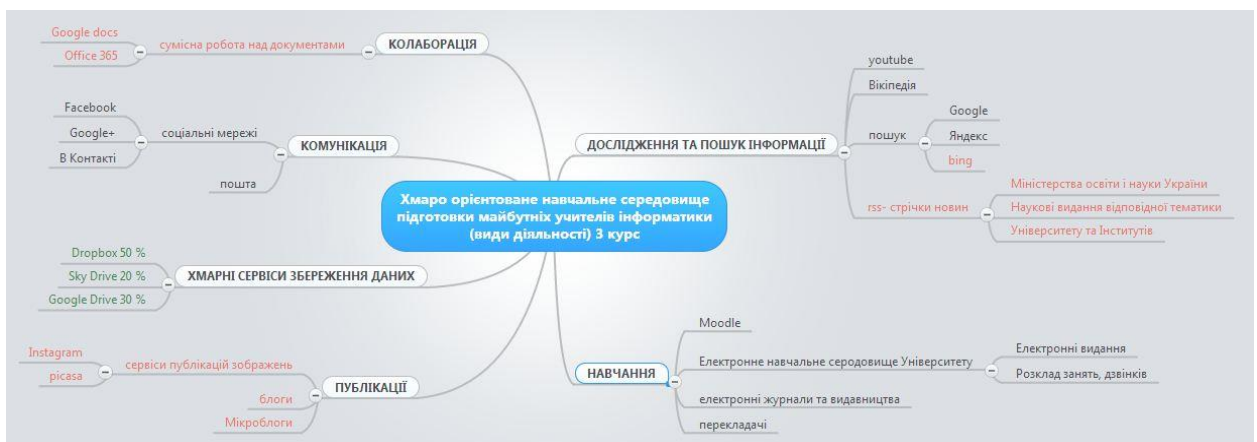 Хмаро орієнтоване навчальне середовище
підготовки майбутніх учителів інформатики
(види діяльності) 3 курс
КОЛАБОРАЦІЯ
сумісна робота над документами
Google docs
Office 365
КОМУНІКАЦІЯ
соціальні мережі
Facebook
Google+
В Контакті
пошта
ХМАРНІ СЕРВІСИ ЗБЕРЕЖЕННЯ ДАНИХ
Dropbox 50 %
Sky Drive 20 %
Google Drive 30 %
ПУБЛІКАЦІЇ
сервіси публікацій зображень
Instagram
picasa
блоги
Мікроблоги
ДОСЛІДЖЕННЯ ТА ПОШУК ІНФОРМАЦІЇ
youtube
Вікіпедія
пошук
Google
Яндекс
bing
rss- стрічки новин
Міністерства освіти і науки України
Наукові видання відповідної тематики
Університету та Інститутів
НАВЧАННЯ
Moodle
Електронне навчальне серодовище Університету
Електронні видання
Розклад занять, дзвінків
електронні журнали та видавництва
перекладачі